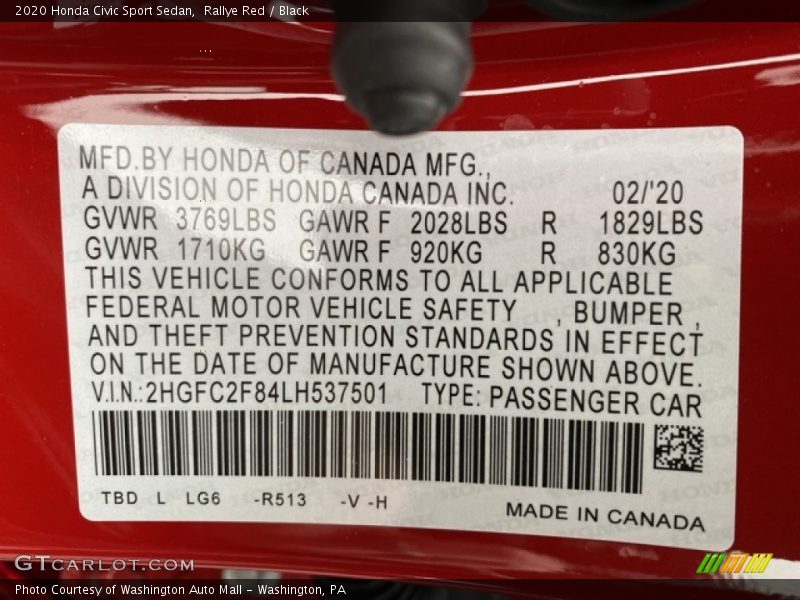 2020 Honda Civic Sport Sedan,  Rallye Red / Black
MFD.BY HONDA OF CANADA MFG.,
A DIVISION OF HONDA CANADA INC. 02/'20
GVWR 3769LBS GAWR F 2028LBS R 1829LBS
GVWR 1710KG GAWR F 920KG R 830KG
THIS VEHICLE CONFORMS TO ALL APPLICABLE
FEDERAL MOTOR VEHICLE SAFETY , BUMPER ,
AND THEFT PREVENTION STANDARDS IN EFFECT
ON THE DATE OF MANUFACTURE SHOWN ABOVE.
V.I.N.:2HGFC2F84LH537501 TYPE: PASSENGER CAR
TBD L LG6 -R513 -V -H
MADE IN CANADA
GTCARLOT.COM
Photo Courtesy of Washington Auto Mall - Washington, PA